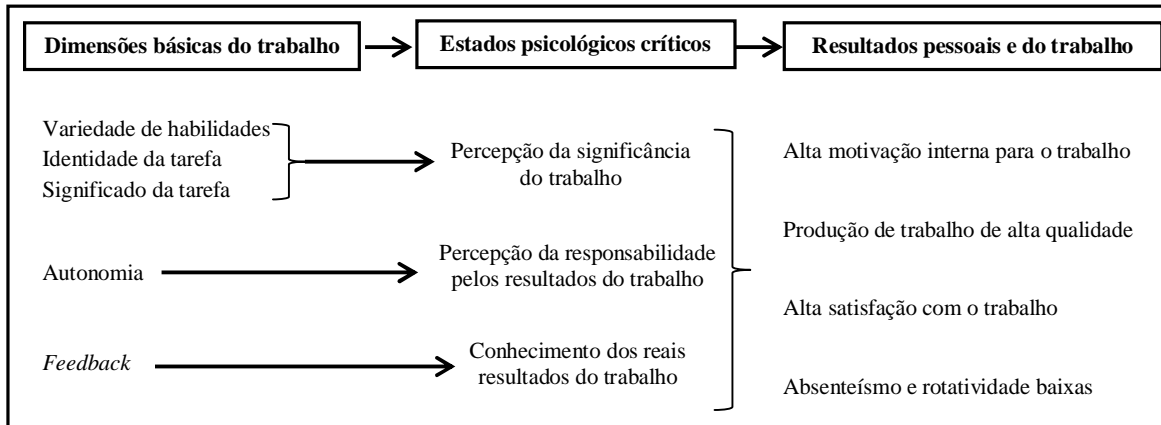 Dimensões básicas do trabalho
Estados psicológicos críticos
Resultados pessoais e do trabalho
Variedade de habilidades
Identidade da tarefa
Significado da tarefa
Percepção da significância
do trabalho
Autonomia
Percepção da responsabilidade
pelos resultados do trabalho
Feedback
Conhecimento dos reais
resultados do trabalho
Alta motivação interna para o trabalho
Produção de trabalho de alta qualidade
Alta satisfação com o trabalho
Absenteísmo e rotatividade baixas